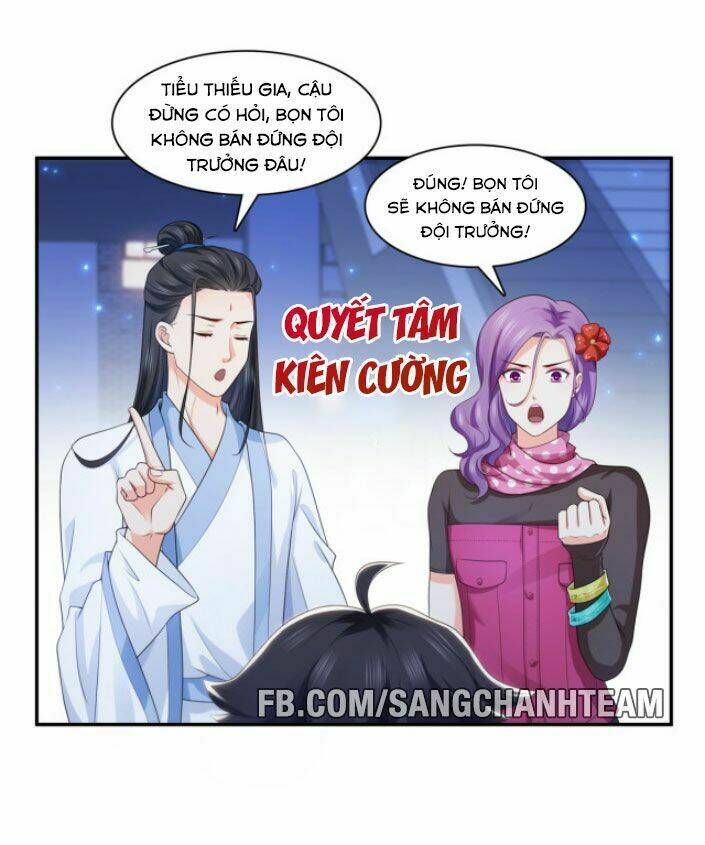 TIỂU THIẾU GIA, CẬU
ĐỪNG CÓ HỎI, BỌN TÔI
KHÔNG BÁN ĐỨNG ĐỘI
TRƯỞNG ĐÂU!
ĐÚNG! BỌN TÔI
SẼ KHÔNG BÁN ĐỨNG
ĐỘI TRƯỞNG!
QUYẾT TÂM
KIÊN CƯỜNG
FB.COM/SANGCHANHTEAM